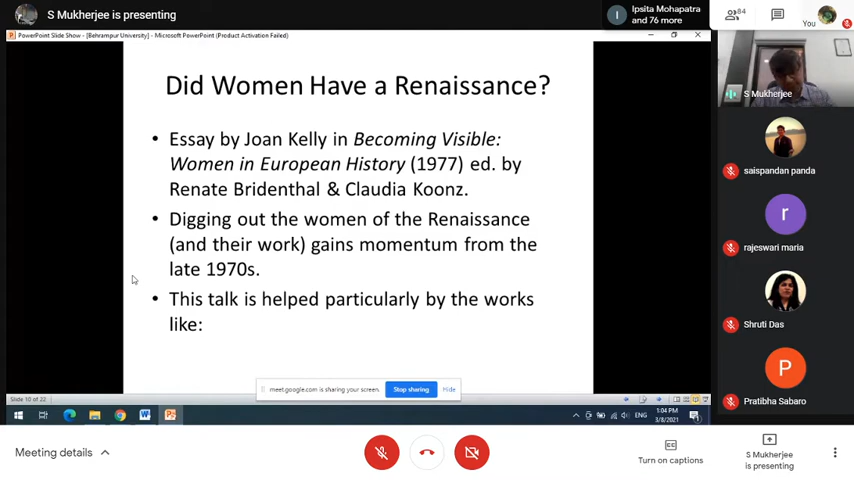 S Mukherjee is presenting
Ipsita Mohapatra
and 76 more
84
You
PowerPoint Slide Show - [Behrampur University] - Microsoft PowerPoint (Product Activation Failed)
Did Women Have a Renaissance?
• Essay by Joan Kelly in Becoming Visible:
Women in European History (1977) ed. by
Renate Bridenthal & Claudia Koonz.
• Digging out the women of the Renaissance
(and their work) gains momentum from the
late 1970s.
• This talk is helped particularly by the works
like:
meet.google.com is sharing your screen.
Stop sharing
Hide
Slide 10 of 22
ENG
1:04 PM
3/8/2021
S Mukherjee
saispandan panda
r
rajeswari maria
Shruti Das
P
Pratibha Sabaro
Meeting details
Turn on captions
S Mukherjee
is presenting